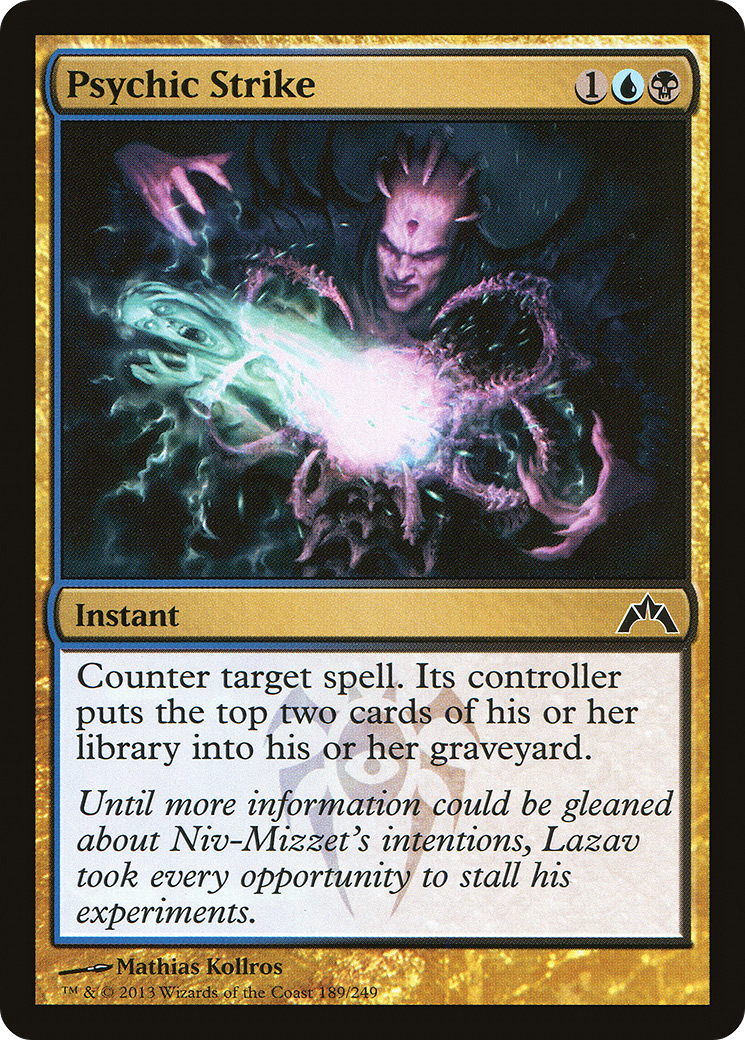 Psychic Strike 1
Instant
Counter target spell. Its controller
puts the top two cards of his or her
library into his or her graveyard.
Until more information could be gleaned
about Niv-Mizzet's intentions, Lazav
took every opportunity to stall his
experiments.
Mathias Kollros
™ & © 2013 Wizards of the Coast 189/249